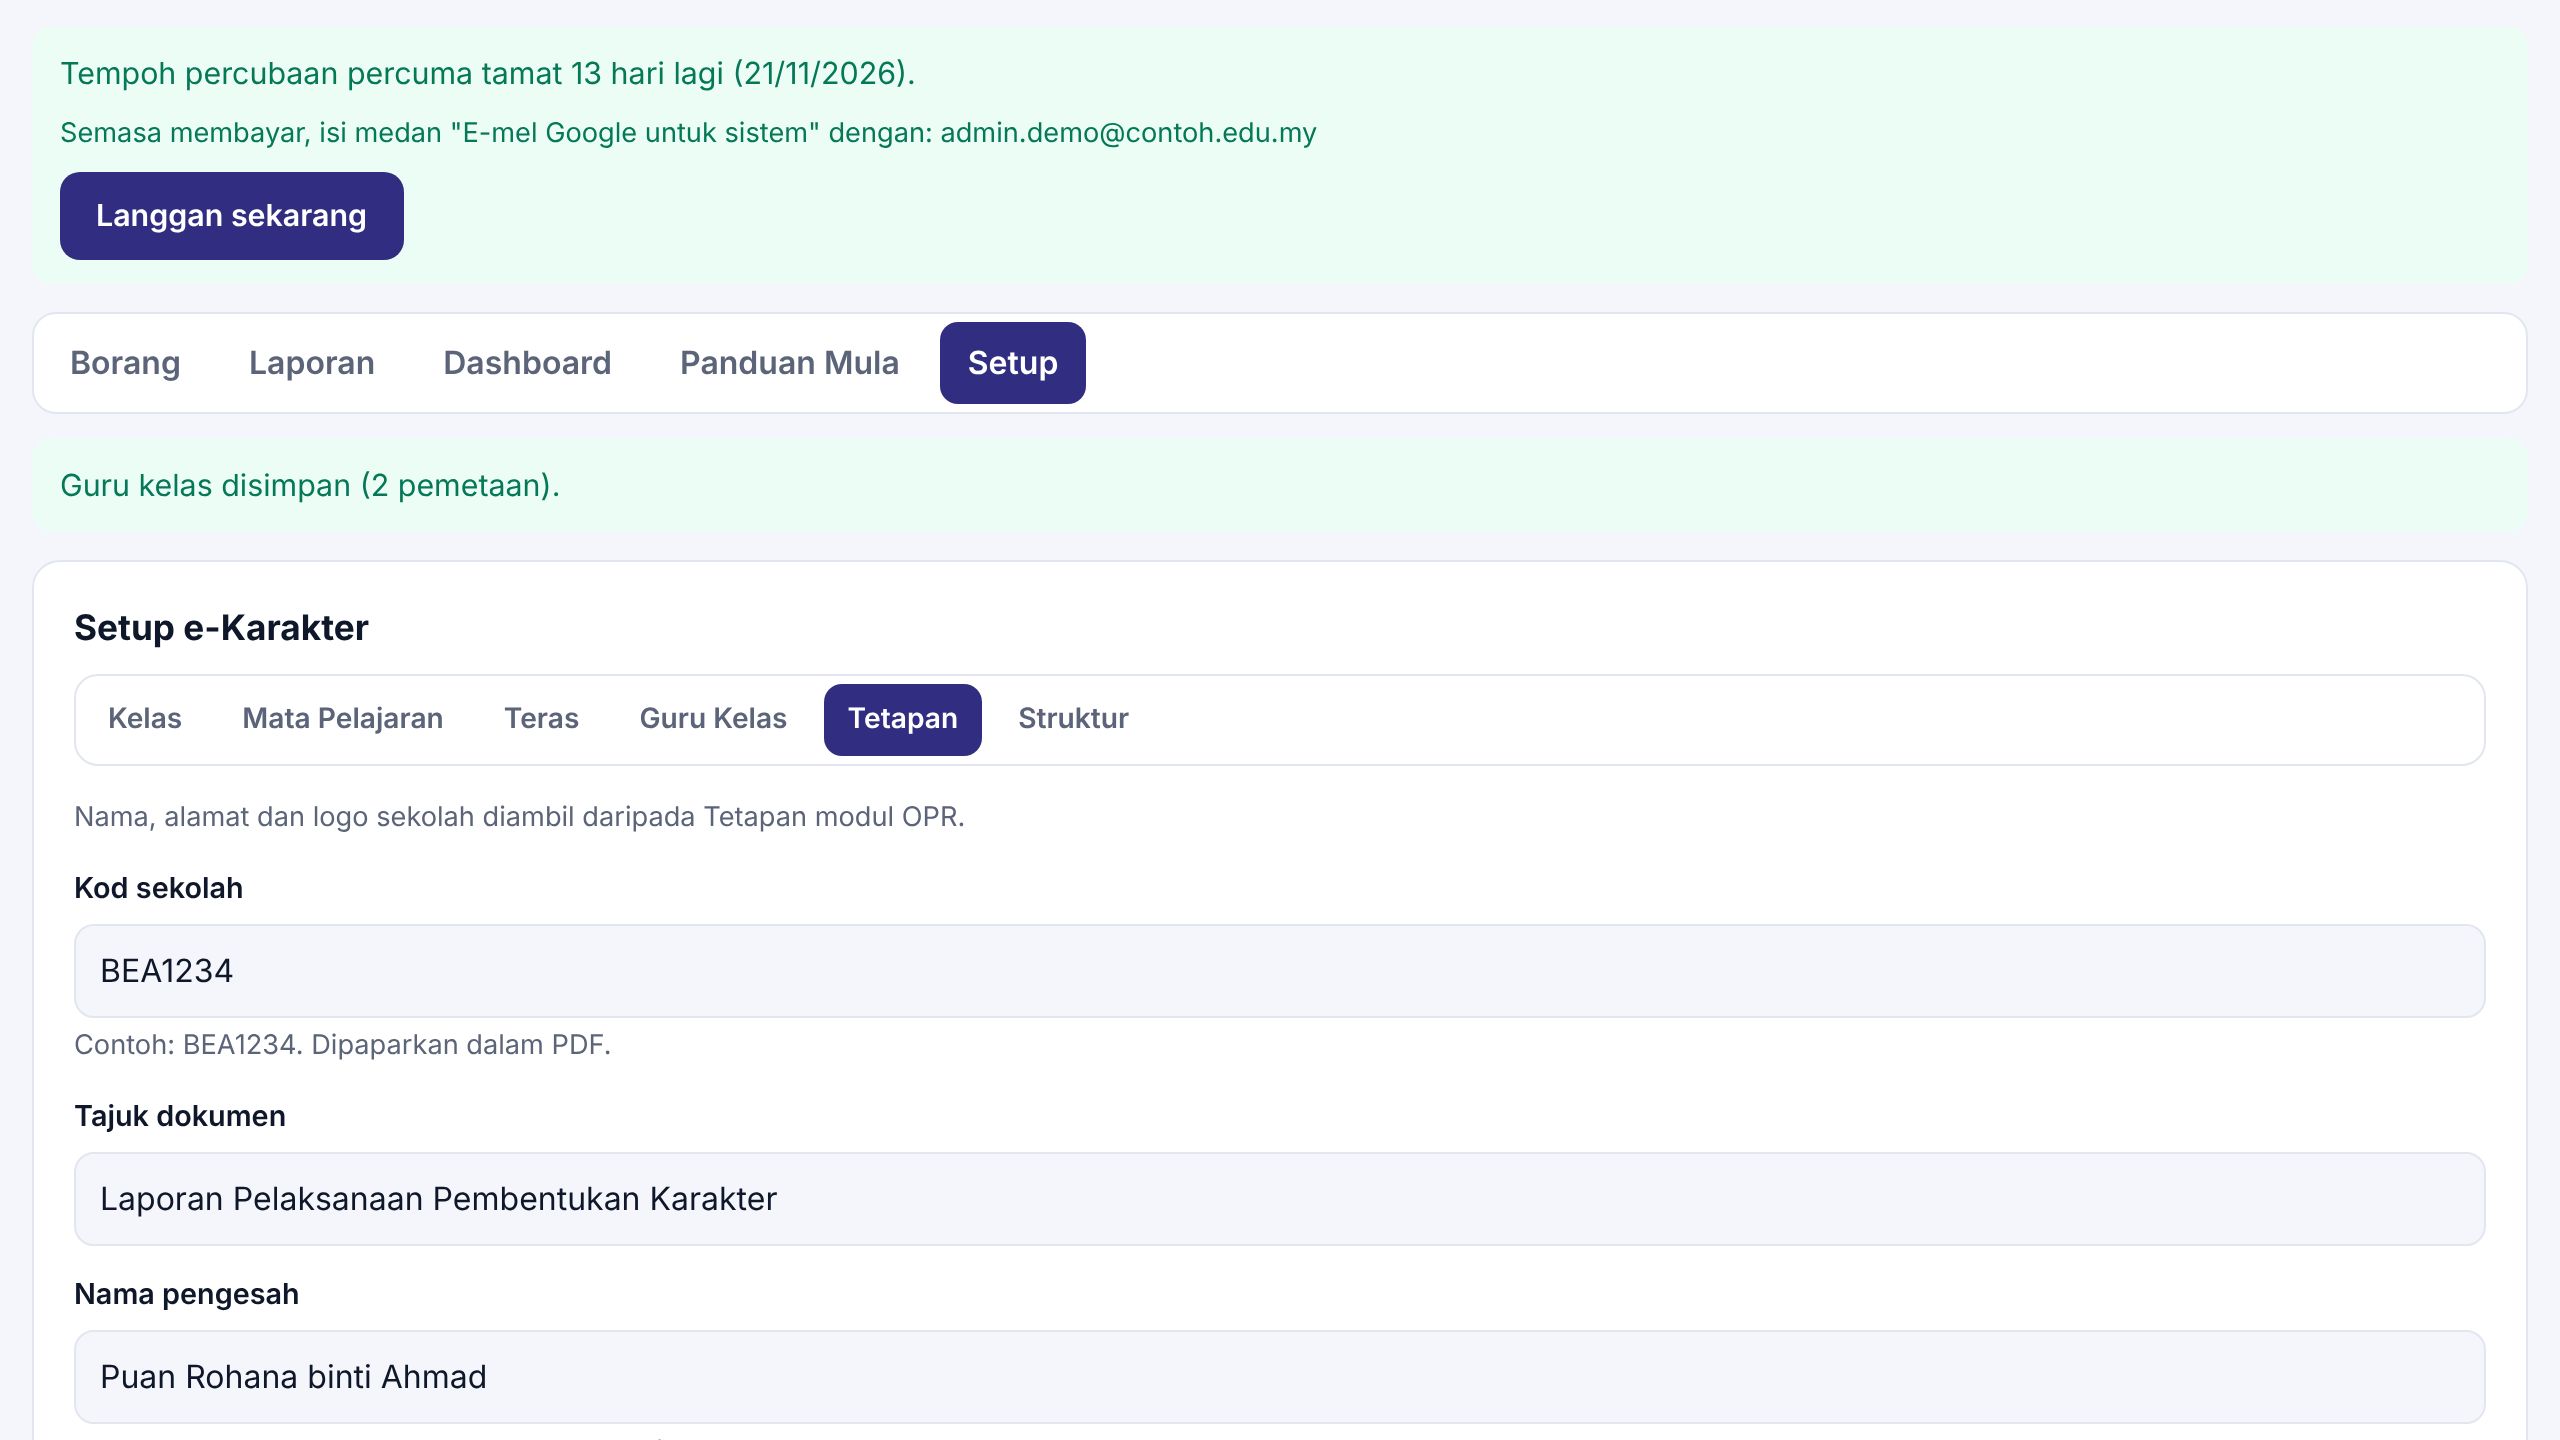 Tempoh percubaan percuma tamat 13 hari lagi (21/11/2026).
Semasa membayar, isi medan "E-mel Google untuk sistem" dengan: admin.demo@contoh.edu.my
Langgan sekarang
Borang Laporan Dashboard Panduan Mula Setup
Guru kelas disimpan (2 pemetaan).
Setup e-Karakter
Kelas Mata Pelajaran Teras Guru Kelas Tetapan Struktur
Nama, alamat dan logo sekolah diambil daripada Tetapan modul OPR.
Kod sekolah
BEA1234
Contoh: BEA1234. Dipaparkan dalam PDF.
Tajuk dokumen
Laporan Pelaksanaan Pembentukan Karakter
Nama pengesah
Puan Rohana binti Ahmad